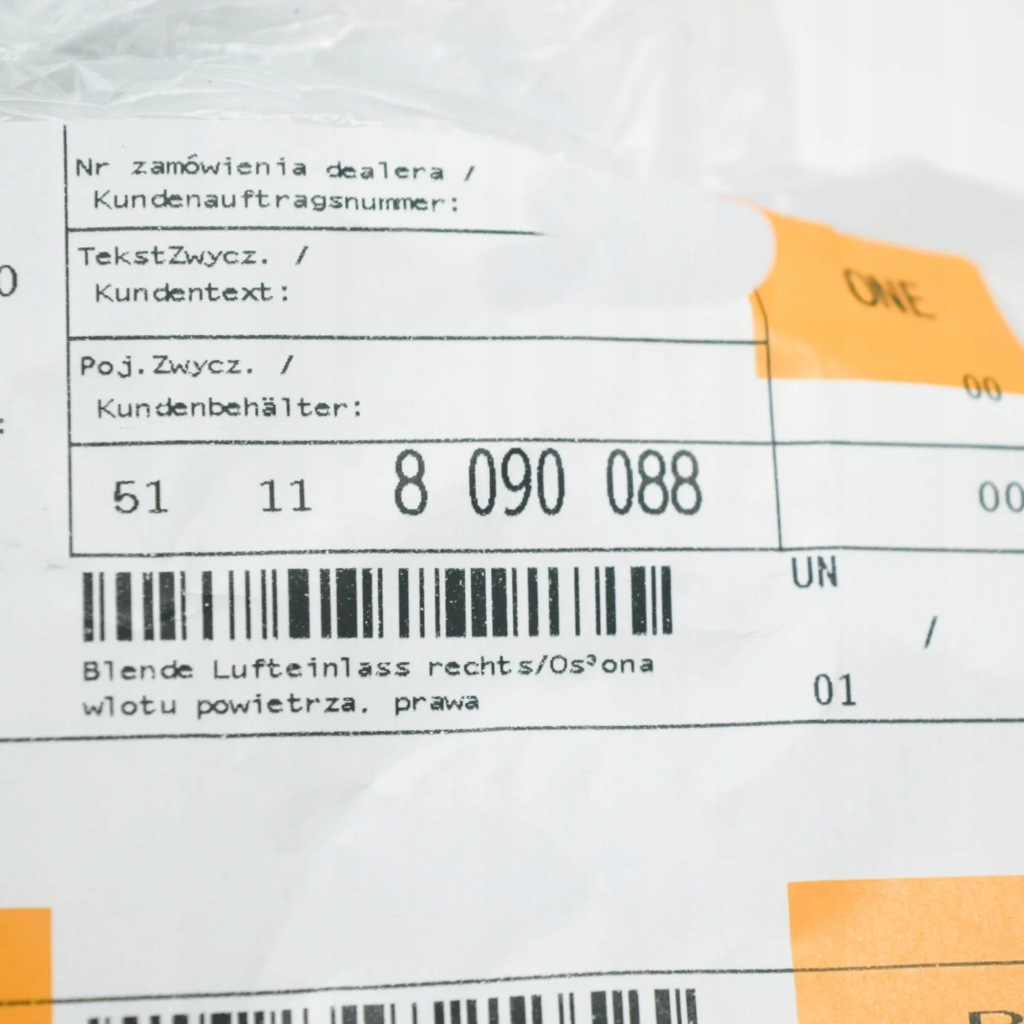 Nr zamówienia dealera /
Kundenauftragsnummer:
TekstZwycz. /
Kundentext:
ONE
Poj.Zwycz. /
Kundenbehälter:
00
51 11 8 090 088
00
UN
/
Blende Lufteinlass rechts/Os³ona
wlotu powietrza, prawa
01